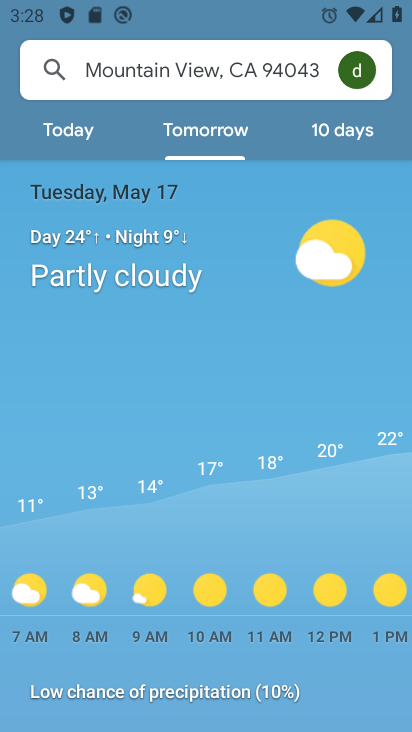 3:28
Mountain View, CA 94043
d
Today Tomorrow 10 days
Tuesday, May 17
Day 24°↑ • Night 9°↓
Partly cloudy
11° 13° 14° 17° 18° 20° 22°
7 AM 8 AM 9 AM 10 AM 11 AM 12 PM 1 PM
Low chance of precipitation (10%)